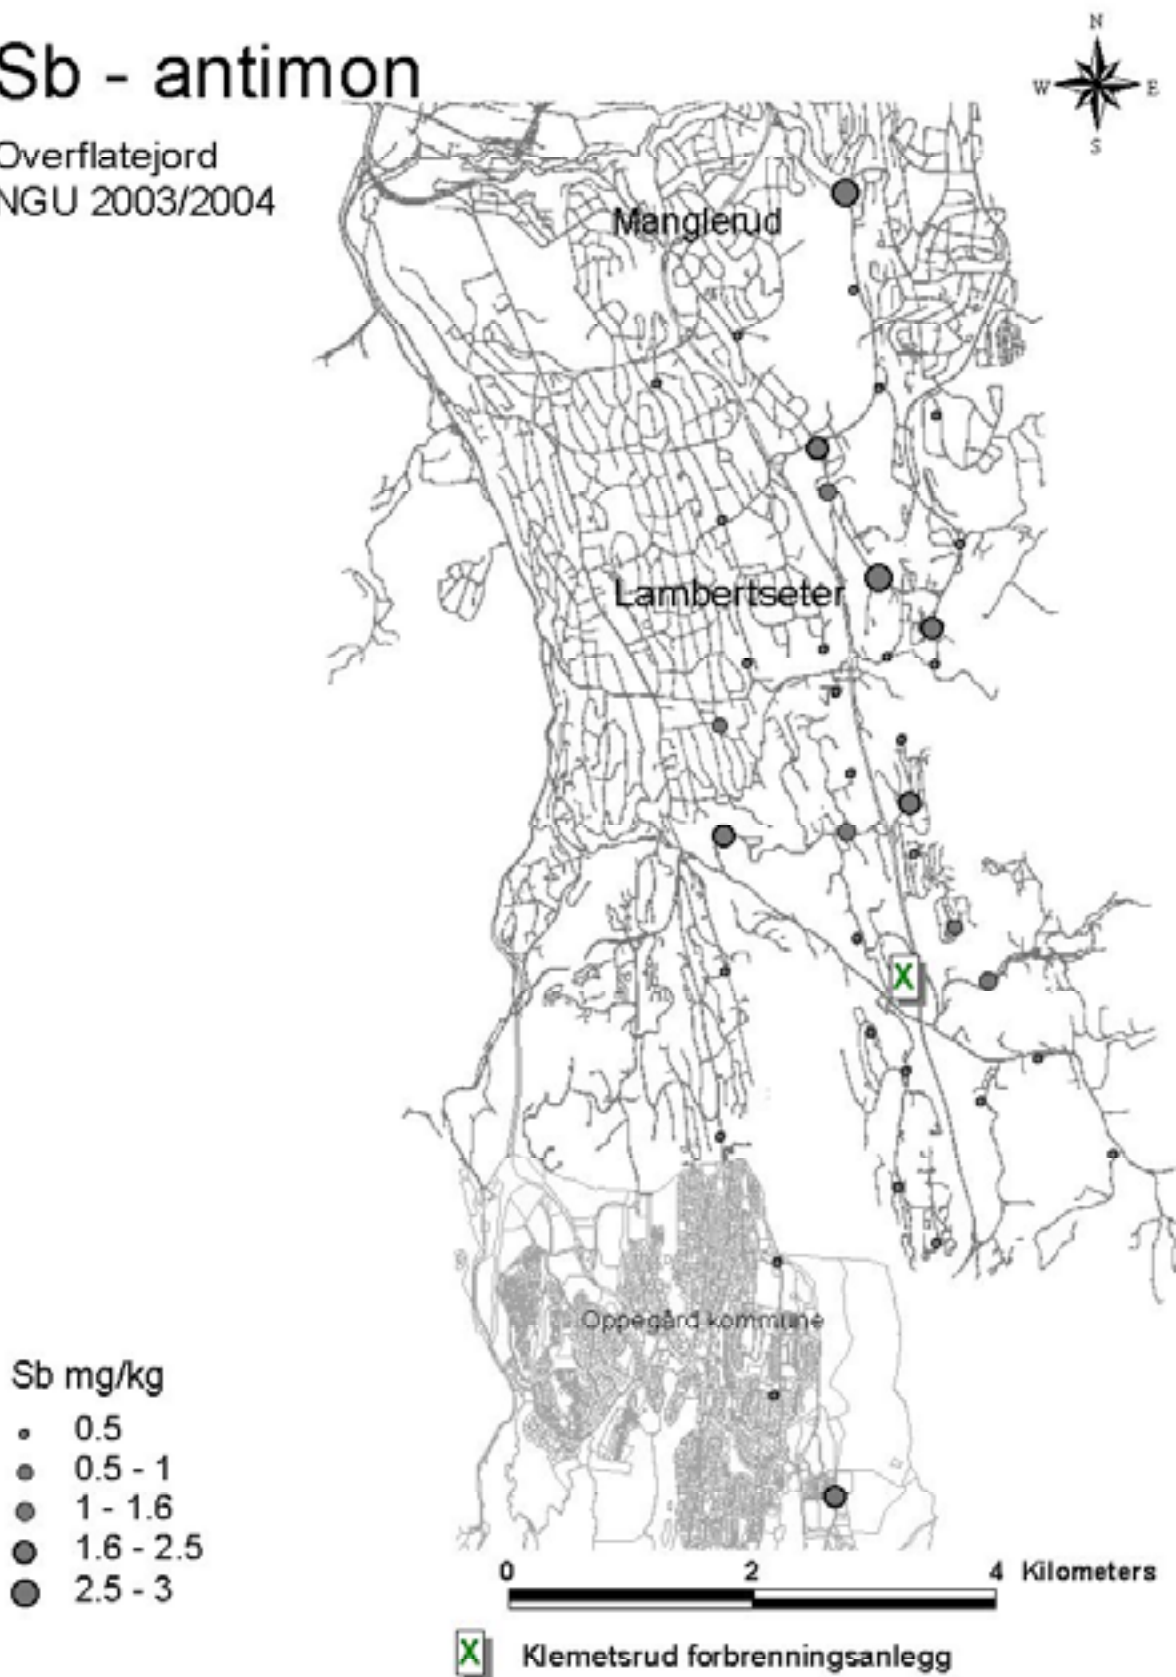 Sb - antimon
Overflatejord
NGU 2003/2004
N
W E
S
Manglerud
Lambertseter
Oppegård kommune
Sb mg/kg
0.5
0.5 - 1
1 - 1.6
1.6 - 2.5
2.5 - 3
0 2 4 Kilometers
X
X Klemetsrud forbrenningsanlegg